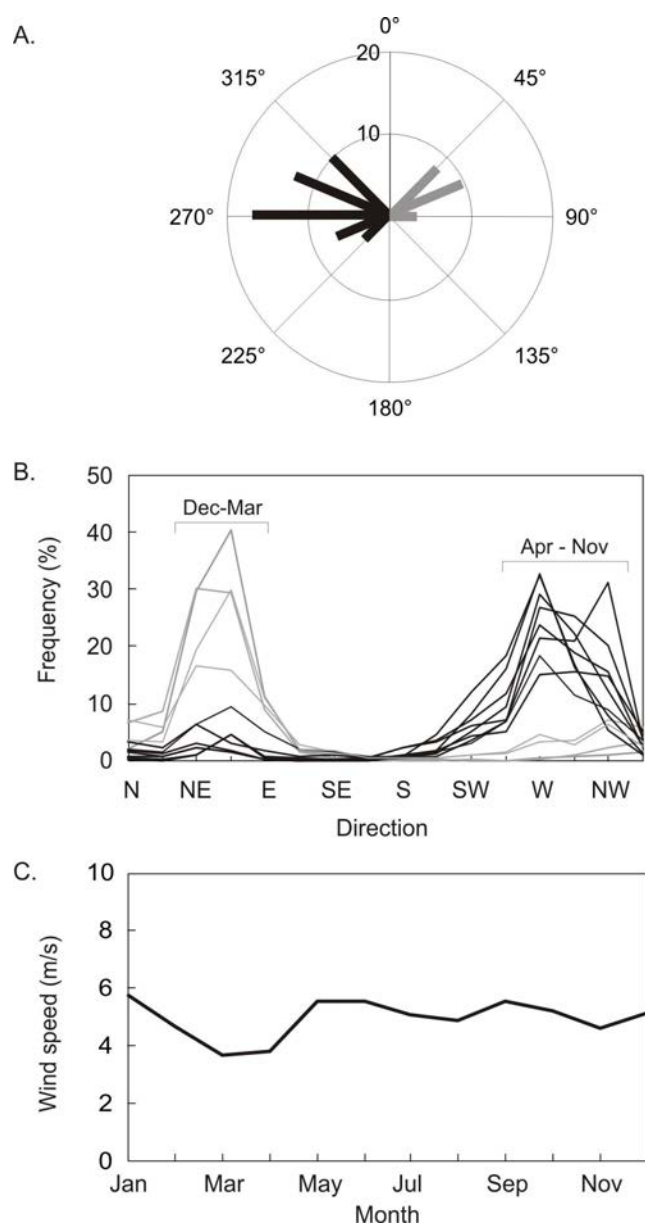 A.
0°
20
315°
45°
10
270°
90°
225°
135°
180°
B.
50
Dec-Mar
40
Apr - Nov
30
20
10
0
Frequency (%)
N NE E SE S SW W NW
Direction
C.
10
8
6
4
2
0
Wind speed (m/s)
Jan Mar May Jul Sep Nov
Month